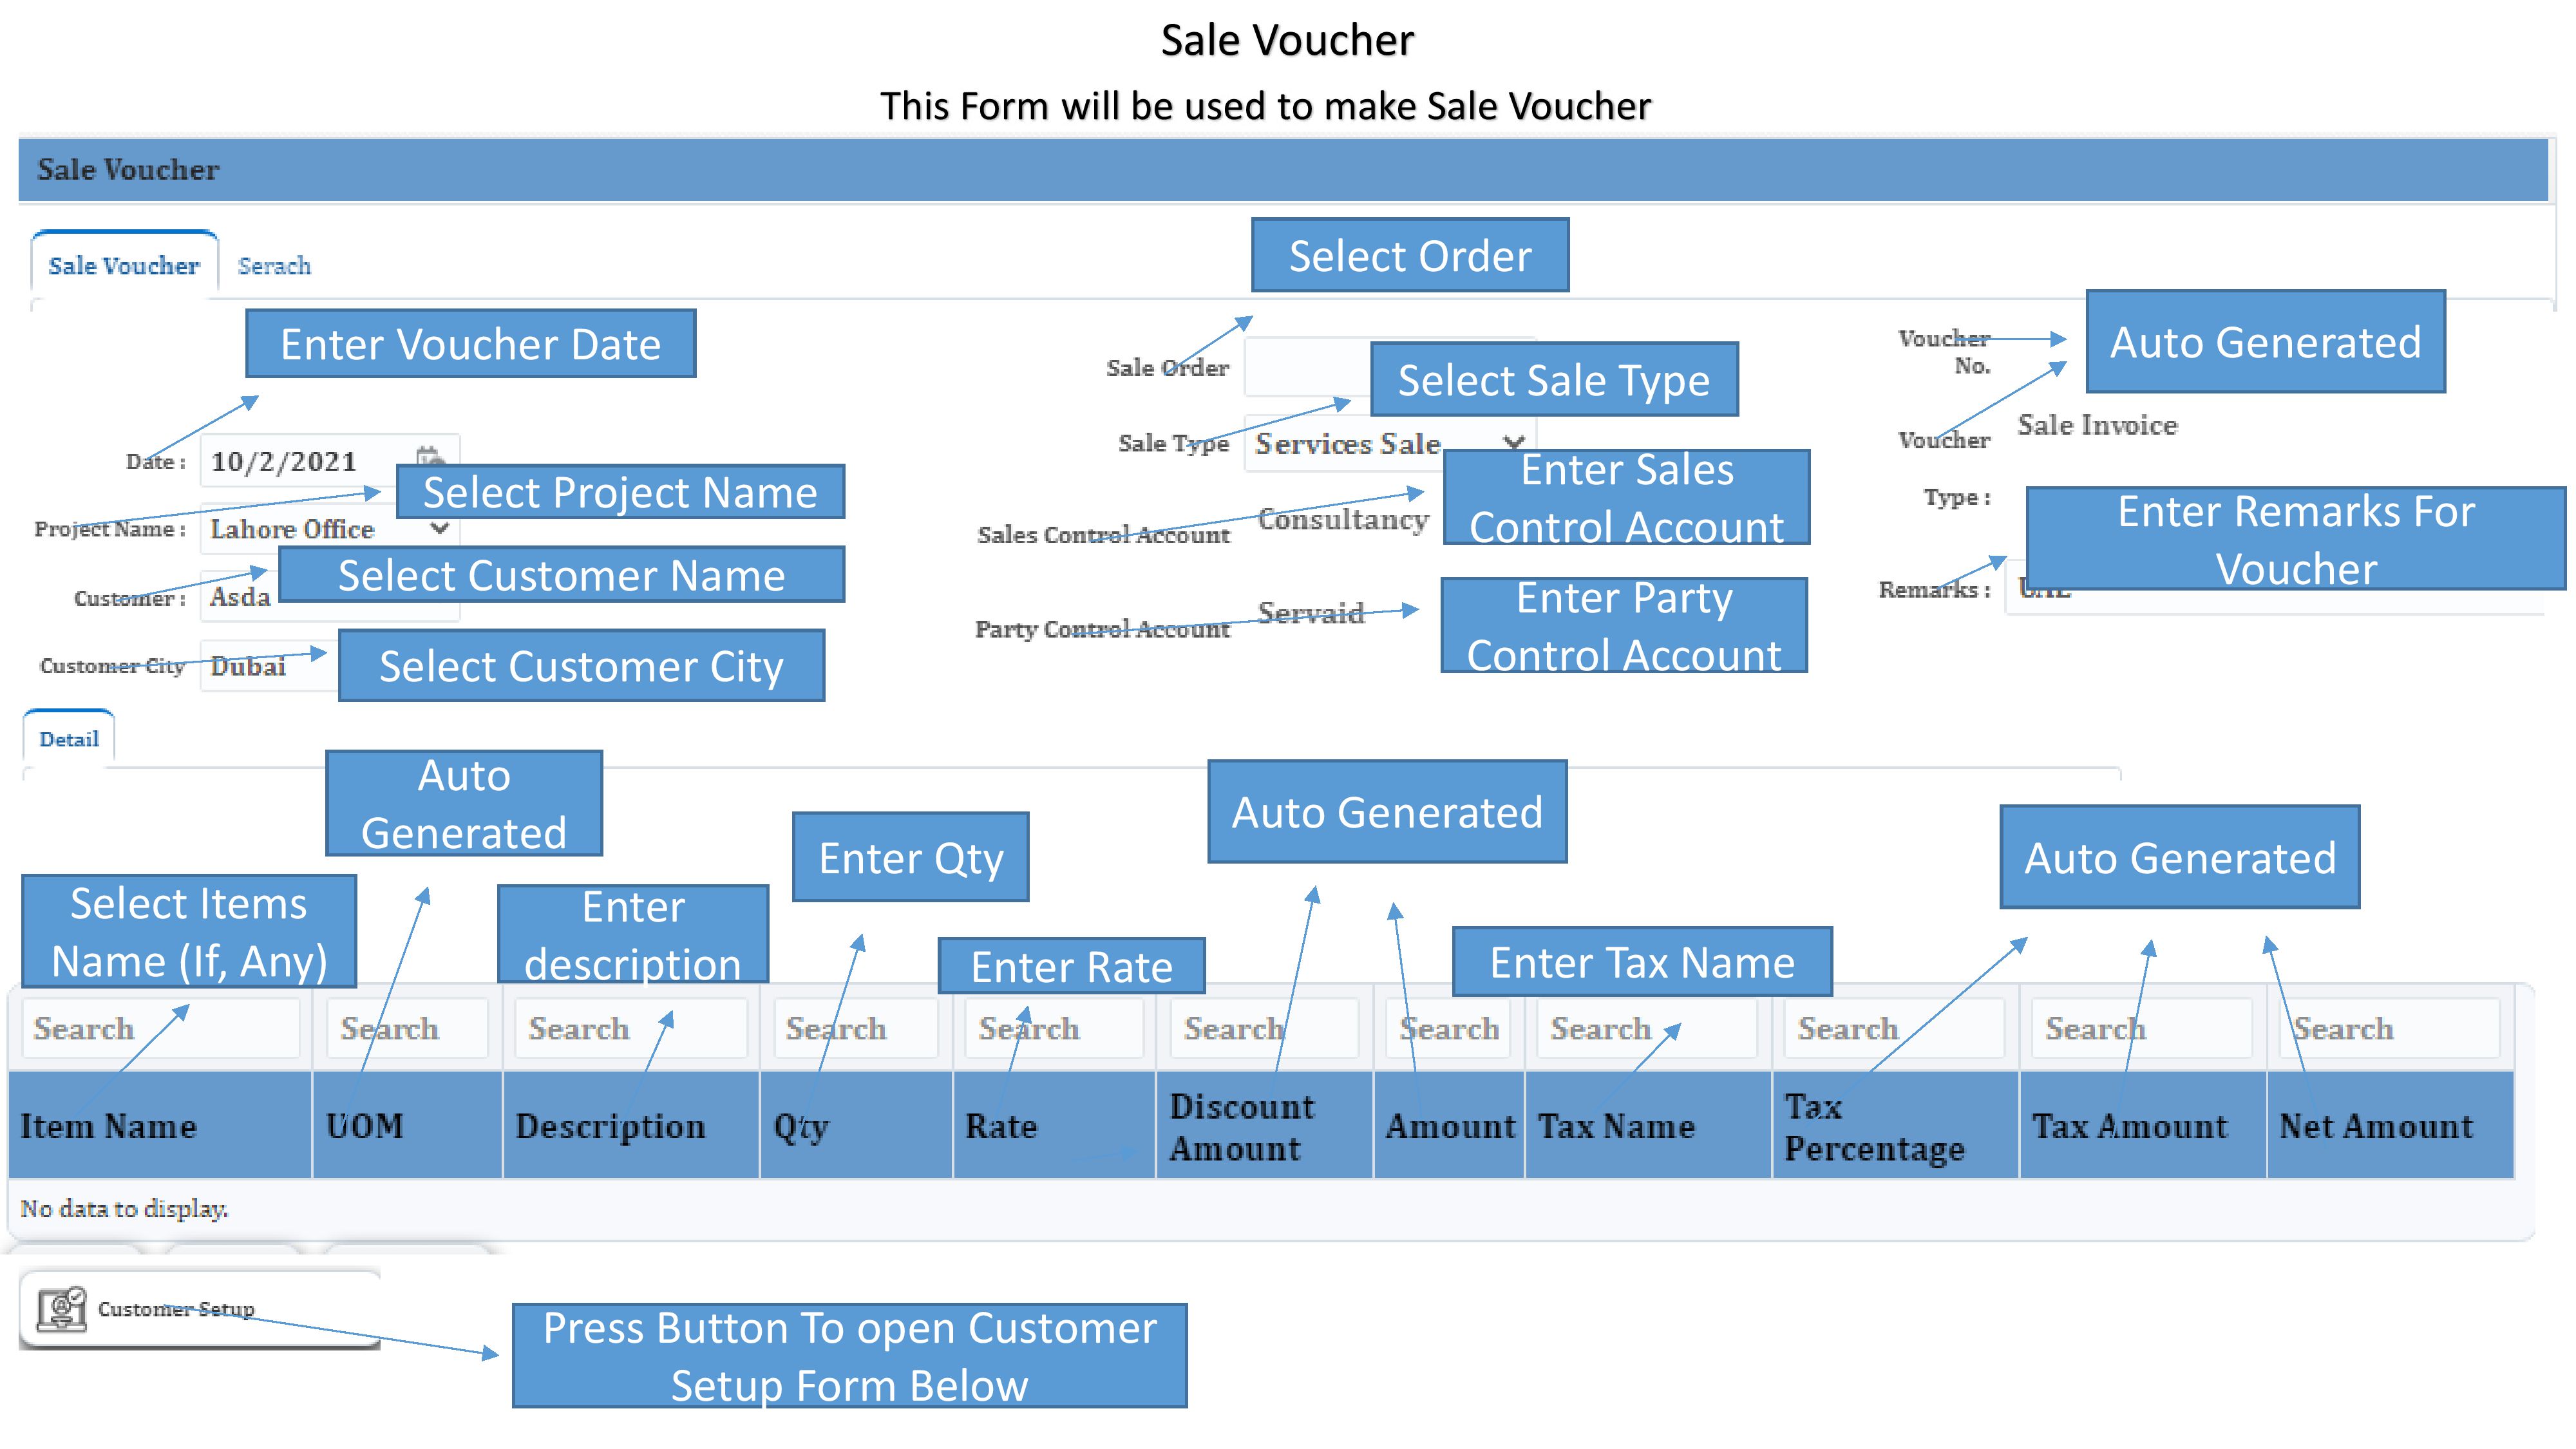 Sale Voucher
This Form will be used to make Sale Voucher
Sale Voucher
Sale Voucher
Serach
Enter Voucher Date
Date :
10/2/2021
Select Project Name
Project Name :
Lahore Office
Select Customer Name
Customer :
Asda
Customer City
Dubai
Select Customer City
Select Order
Sale Order
Select Sale Type
Sale Type
Services Sale
Enter Sales
Control Account
Sales Control Account
Consultancy
Enter Party
Control Account
Party Control Account
Servaid
Voucher
No.
Auto Generated
Voucher
Type :
Sale Invoice
Enter Remarks For
Voucher
Remarks :
Detail
Select Items
Name (If, Any)
Auto
Generated
Enter
description
Enter Qty
Enter Rate
Auto Generated
Enter Tax Name
Auto Generated
Search
Search
Search
Search
Search
Search
Search
Search
Search
Search
Search
Item Name
UOM
Description
Qty
Rate
Discount
Amount
Amount
Tax Name
Tax
Percentage
Tax Amount
Net Amount
No data to display.
Customer Setup
Press Button To open Customer
Setup Form Below